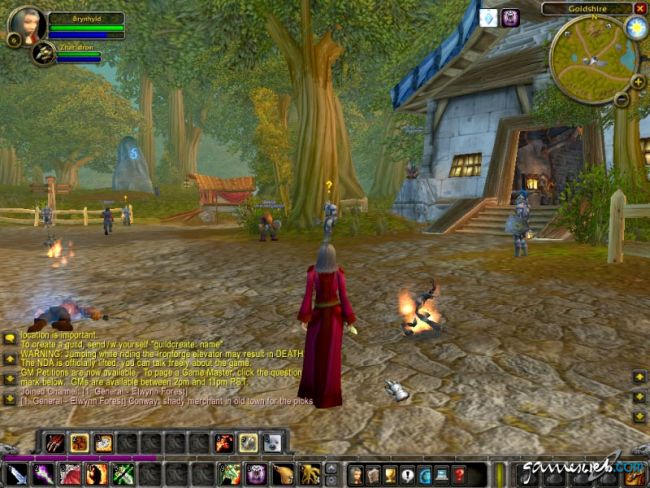 Brynhyld
Goldshire
N
location is important.
To create a guild, send /w yourself "guildcreate: name"
WARNING: Jumping while riding the Ironforge elevator may result in DEATH
The NDA is officially lifted, you can talk freely about the game.
GM Petitions are now available. To page a Game Master, click the question
mark below. GMs are available between 2pm and 11pm PST.
Joined Channel: [1. General - Elwynn Forest]
[1. General - Elwynn Forest] Conway: shady merchant in old town for the picks
gamesweb.com